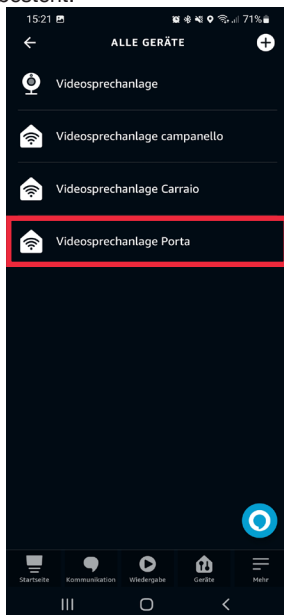 15:21
71%
ALLE GERÄTE
Videosprechanlage
Videosprechanlage campanello
Videosprechanlage Carraio
Videosprechanlage Porta
Startseite Kommunikation Wiedergabe Geräte Mehr